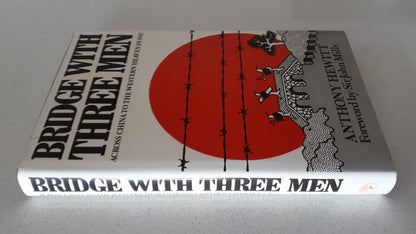 BRIDGE WITH
THREE MEN
ACROSS CHINA TO THE WESTERN HEAVEN IN 1942
ANTHONY HEWITT
Foreword by Sir John Mills
BRIDGE WITH THREE MEN